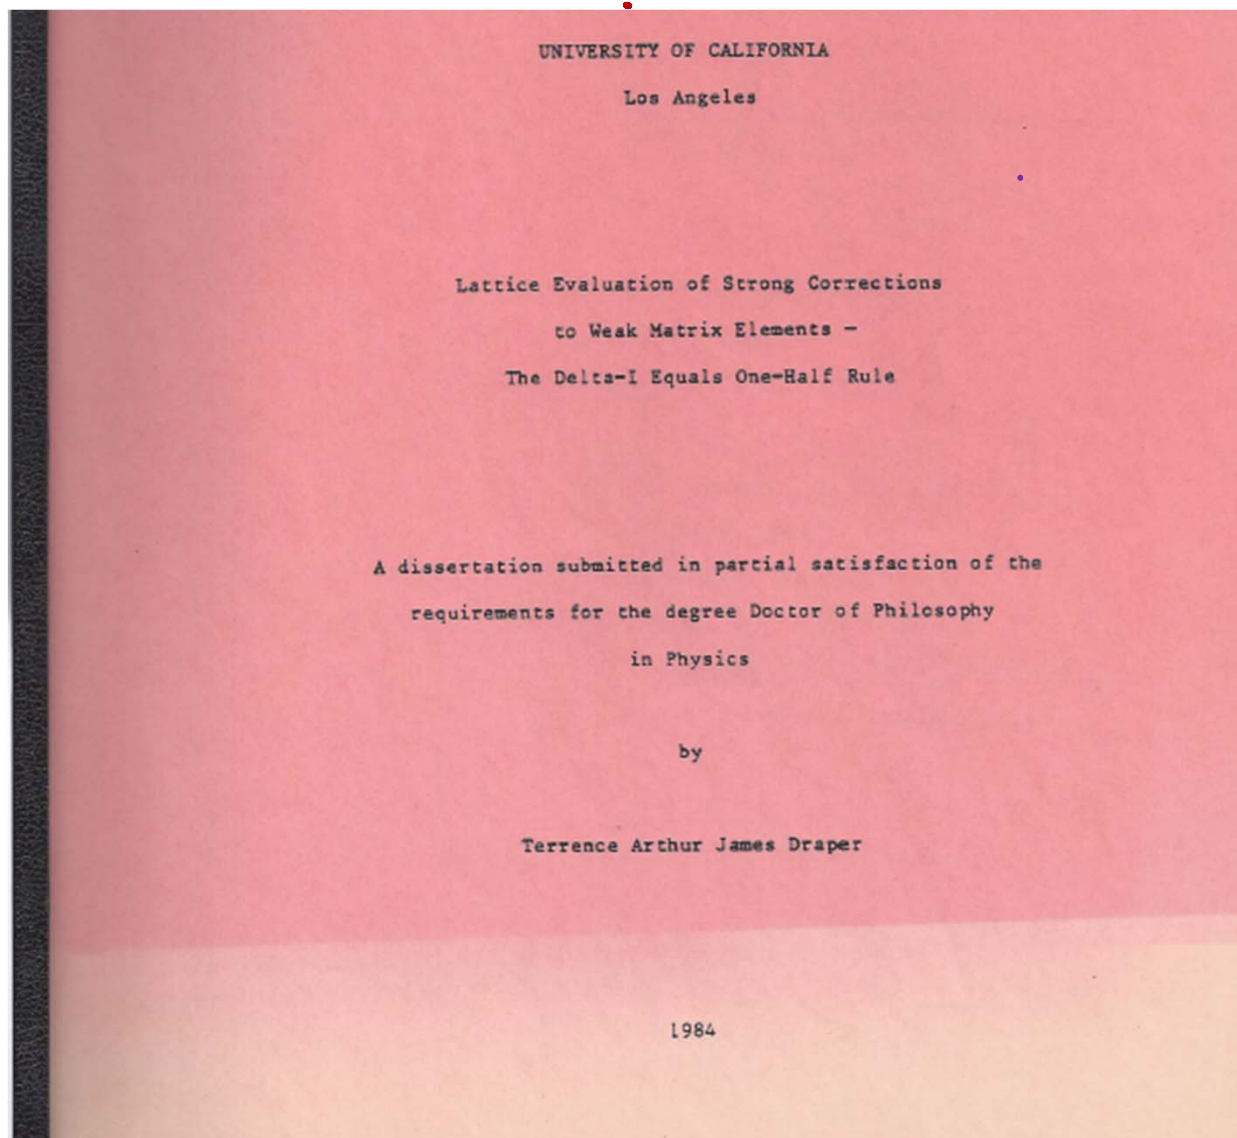 UNIVERSITY OF CALIFORNIA
Los Angeles
Lattice Evaluation of Strong Corrections
to Weak Matrix Elements —
The Delta-I Equals One-Half Rule
A dissertation submitted in partial satisfaction of the
requirements for the degree Doctor of Philosophy
in Physics
by
Terrence Arthur James Draper
1984